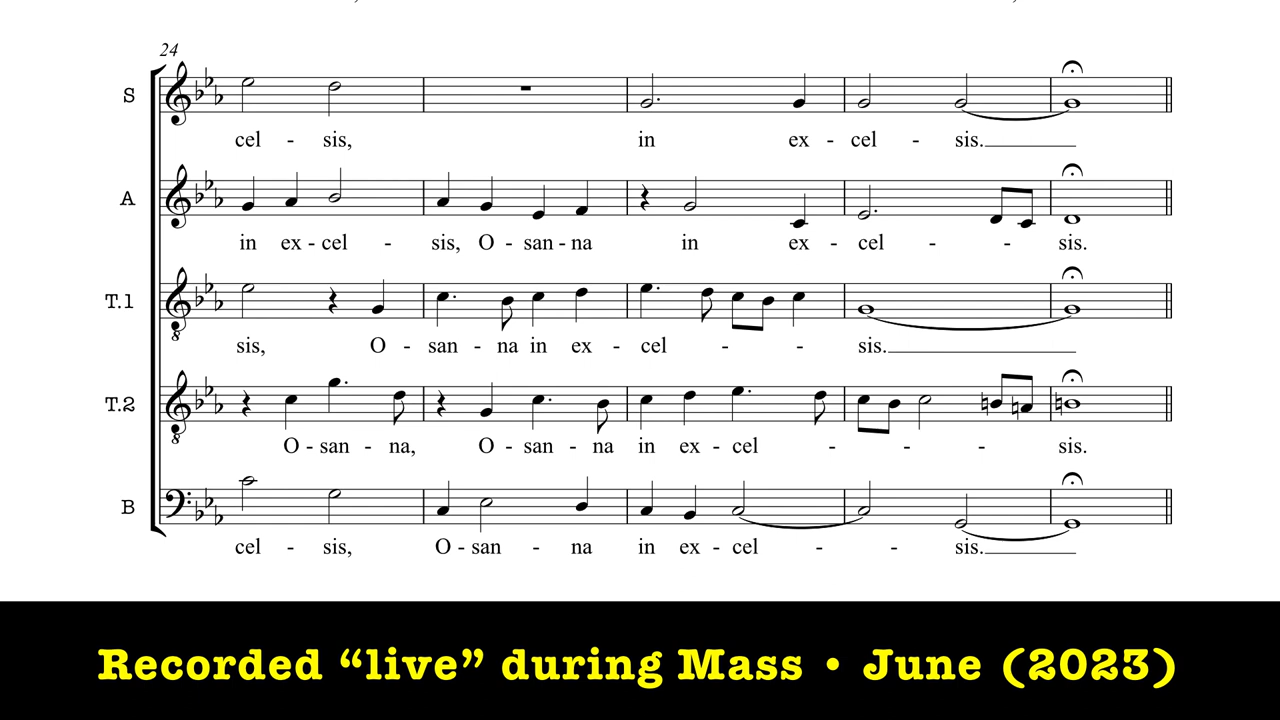 24
S
cel - sis, in ex - cel - sis.
A
in ex - cel - sis, O - san - na in ex - cel - - sis.
T.1
sis, O - san - na in ex - cel - - sis.
T.2
O - san - na, O - san - na in ex - cel - - - sis.
B
cel - sis, O - san - na in ex - cel - - sis.
Recorded “live” during Mass • June (2023)